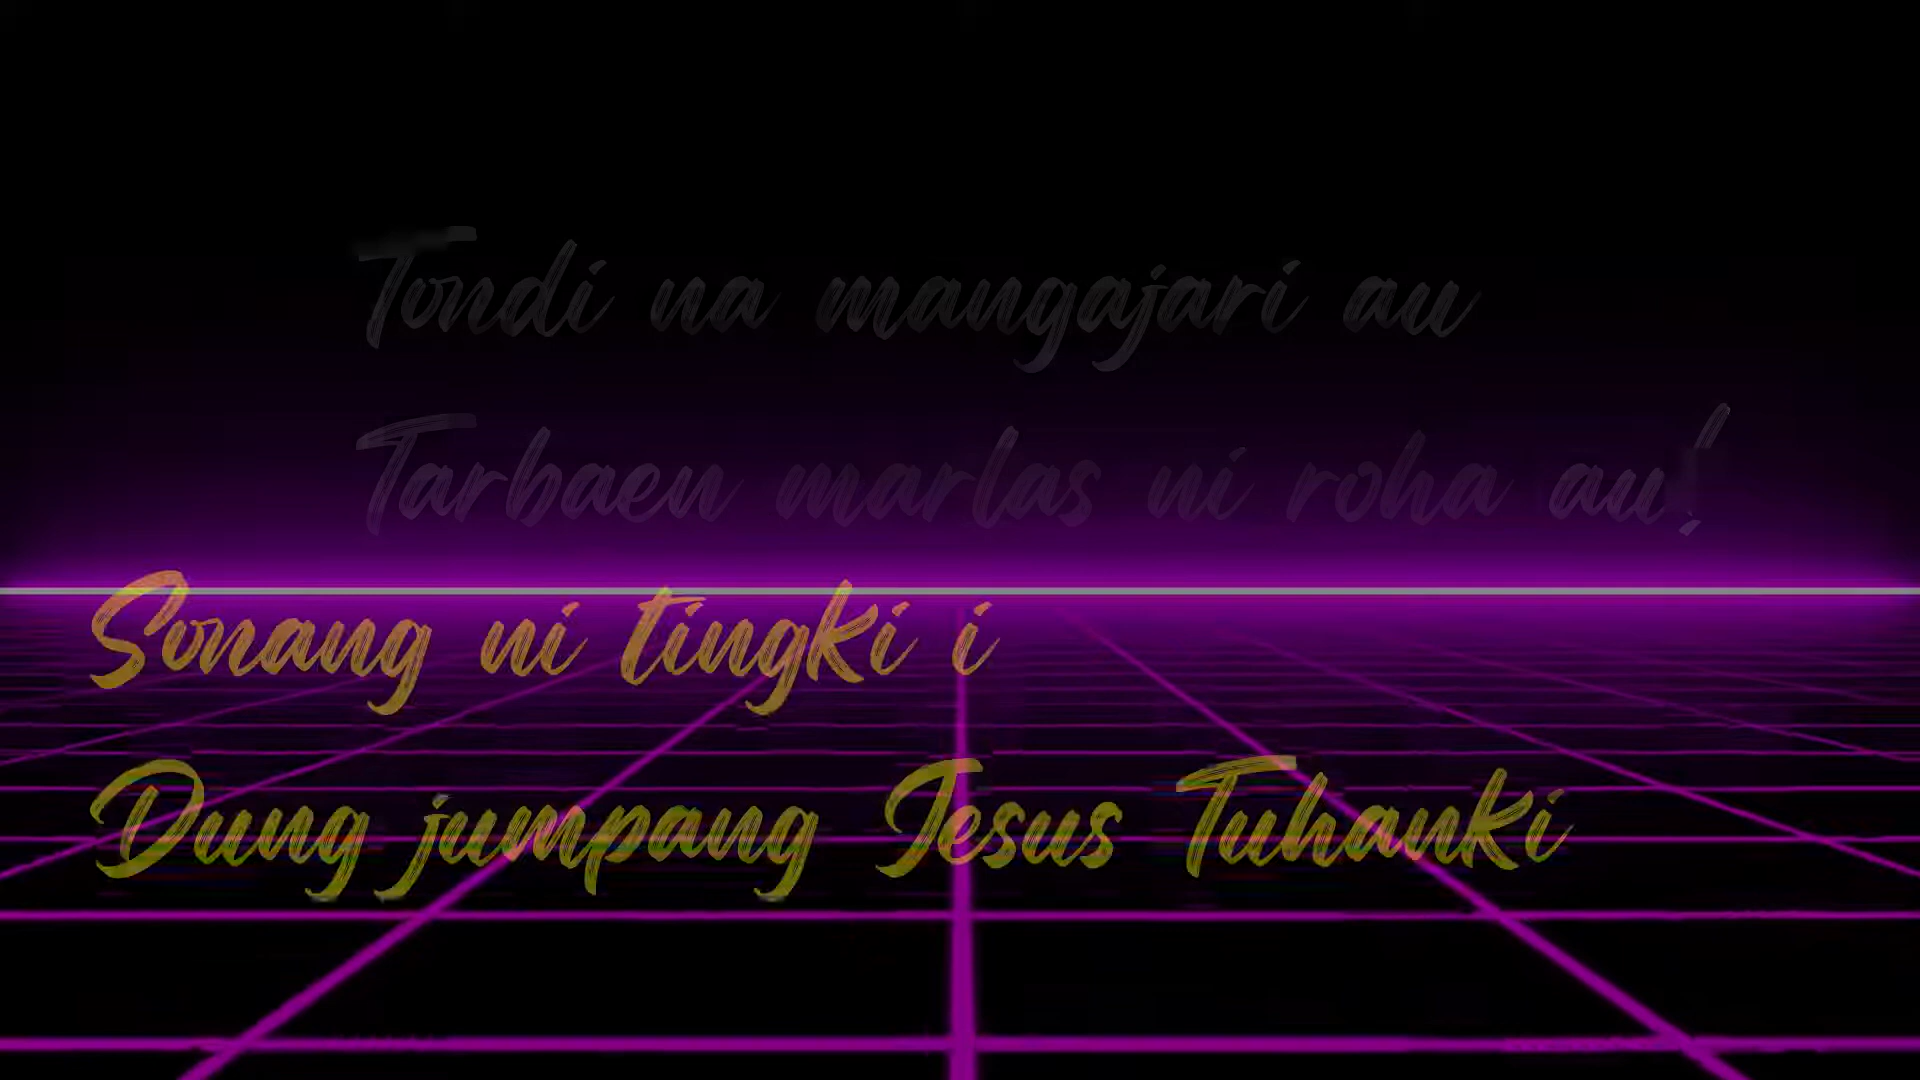 Tondi na mangajari au
Tarbaen marlas ni roha au!
Sonang ni tingki i
Dung jumpang Jesus Tuhanki